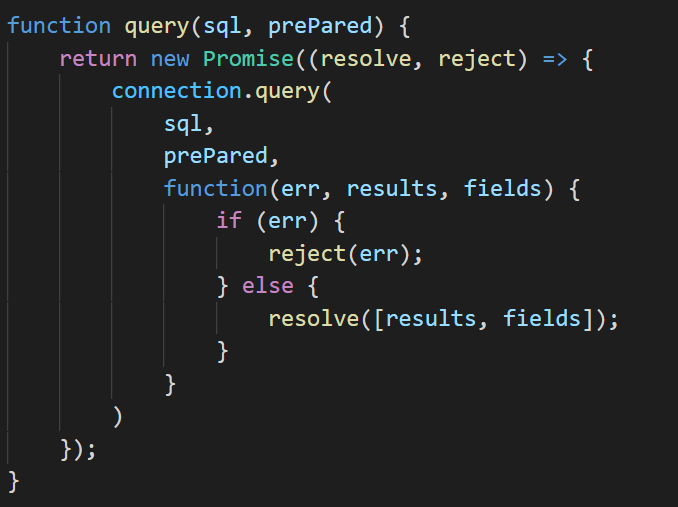 function query(sql, prePared) {
    return new Promise((resolve, reject) => {
        connection.query(
            sql,
            prePared,
            function(err, results, fields) {
                if (err) {
                    reject(err);
                } else {
                    resolve([results, fields]);
                }
            }
        )
    });
}